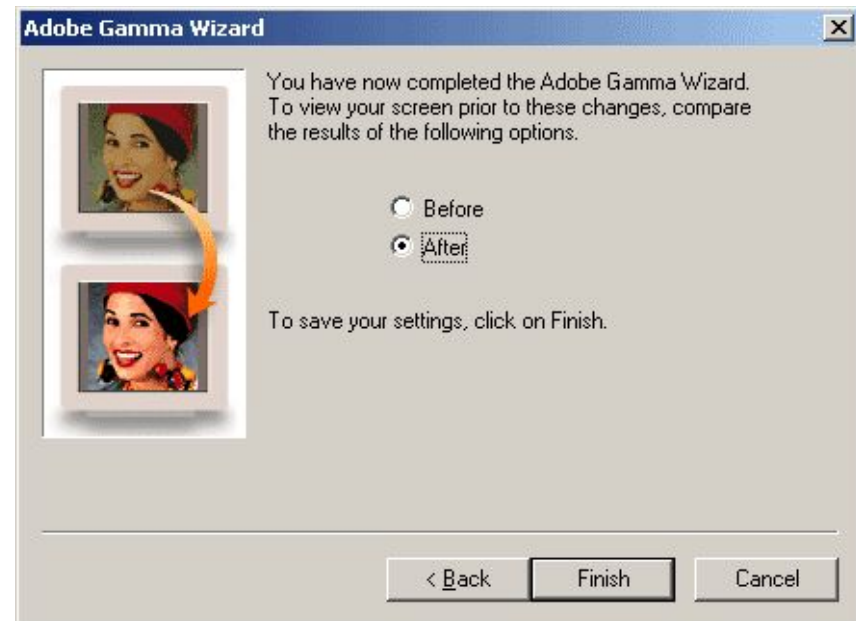 Adobe Gamma Wizard
You have now completed the Adobe Gamma Wizard.
To view your screen prior to these changes, compare
the results of the following options.
Before
After
To save your settings, click on Finish.
< Back
Finish
Cancel